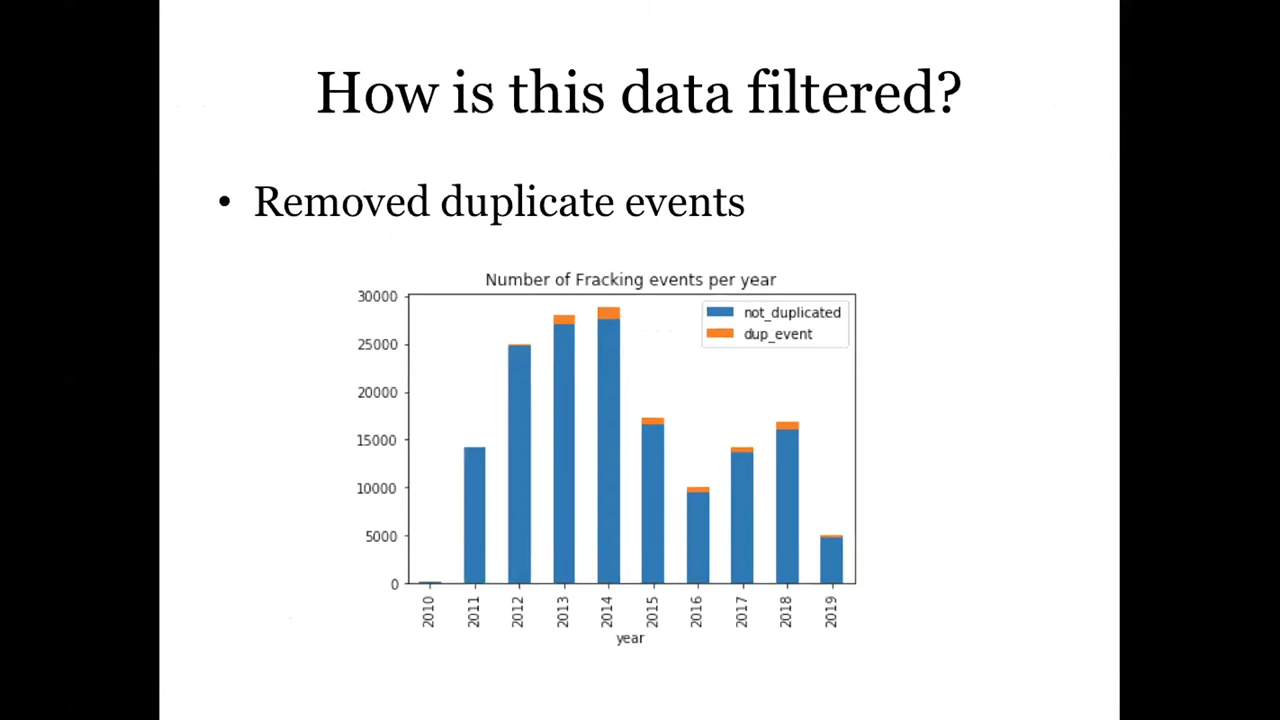 How is this data filtered?
• Removed duplicate events
Number of Fracking events per year
30000
25000
20000
15000
10000
5000
0
not_duplicated
dup_event
2010
2011
2012
2013
2014
2015
2016
2017
2018
2019
year